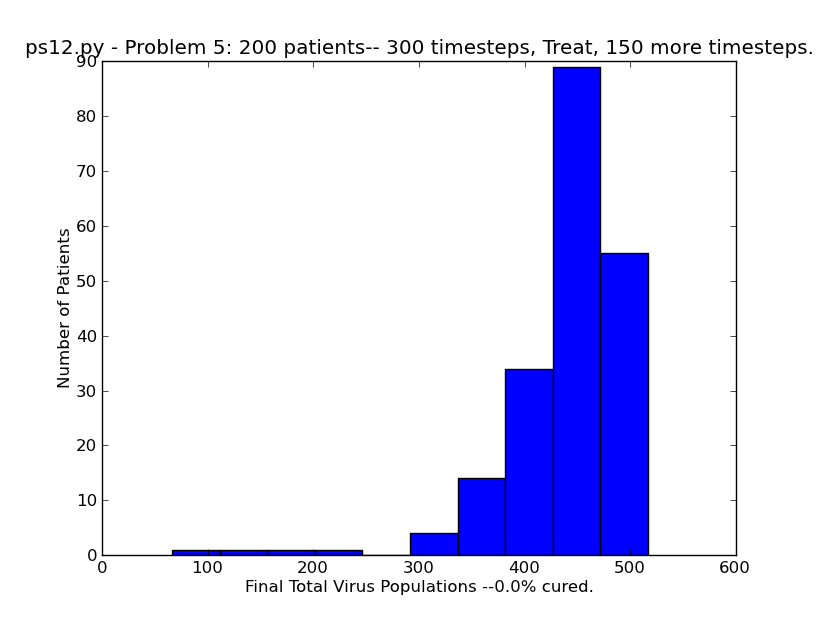 ps12.py - Problem 5: 200 patients-- 300 timesteps, Treat, 150 more timesteps.
90
80
70
60
50
40
30
20
10
0
Number of Patients
0 100 200 300 400 500 600
Final Total Virus Populations --0.0% cured.